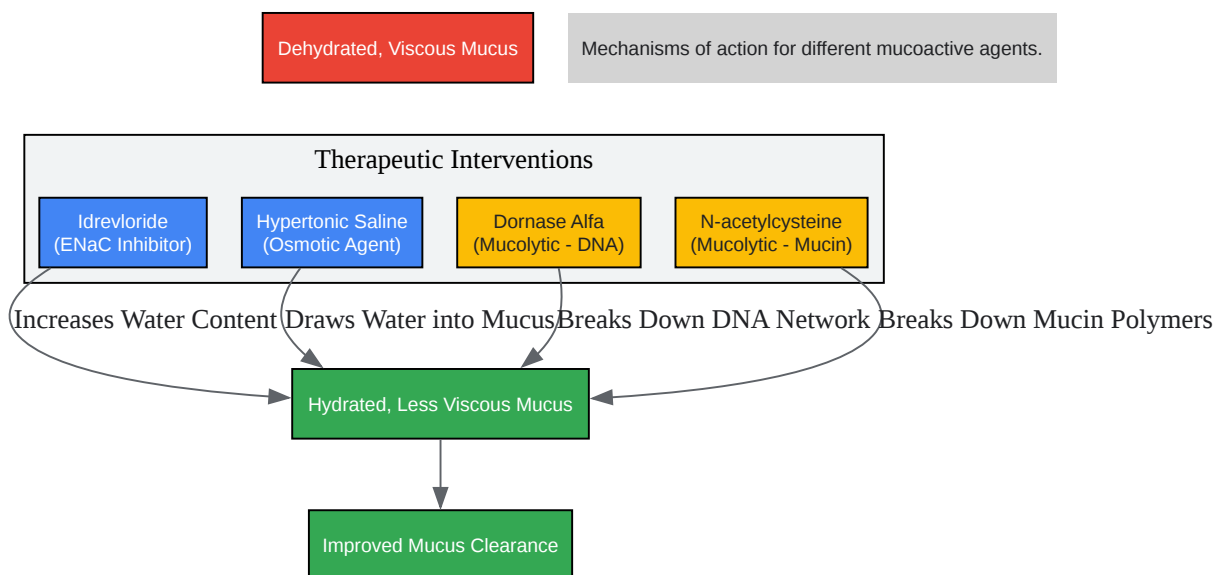 Dehydrated, Viscous Mucus
Mechanisms of action for different mucoactive agents.
Therapeutic Interventions
Idrevloride
(ENaC Inhibitor)
Hypertonic Saline
(Osmotic Agent)
Dornase Alfa
(Mucolytic - DNA)
N-acetylcysteine
(Mucolytic - Mucin)
Increases Water Content
Draws Water into Mucus
Breaks Down DNA Network
Breaks Down Mucin Polymers
Hydrated, Less Viscous Mucus
Improved Mucus Clearance